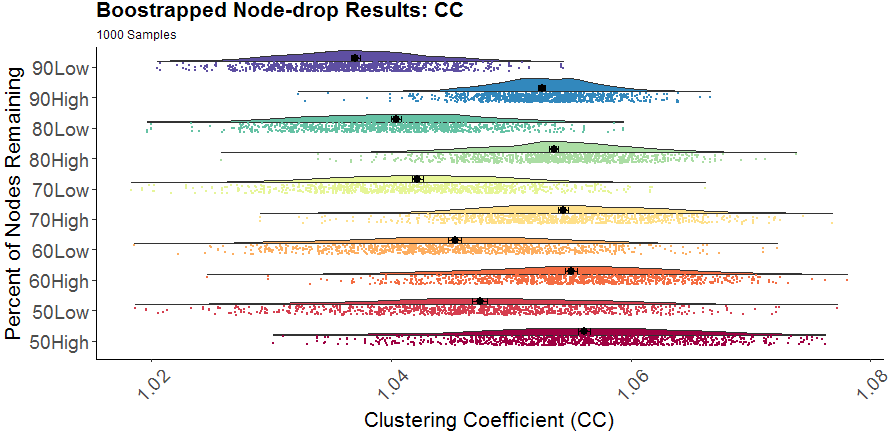 Boostrapped Node-drop Results: CC
1000 Samples
Percent of Nodes Remaining
90Low
90High
80Low
80High
70Low
70High
60Low
60High
50Low
50High
1.02
1.04
1.06
1.08
Clustering Coefficient (CC)